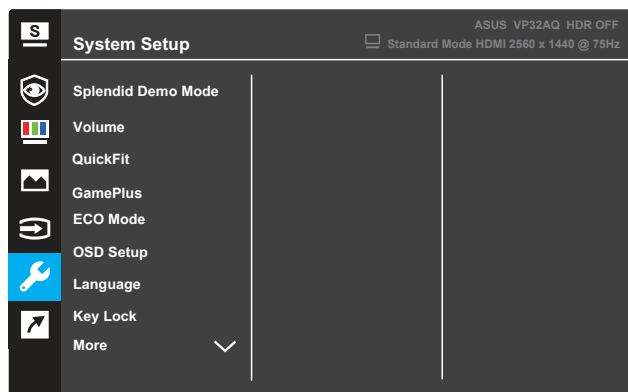 S
ASUS VP32AQ HDR OFF
System Setup
Standard Mode HDMI 2560 x 1440 @ 75Hz
Splendid Demo Mode
Volume
QuickFit
GamePlus
ECO Mode
OSD Setup
Language
Key Lock
More